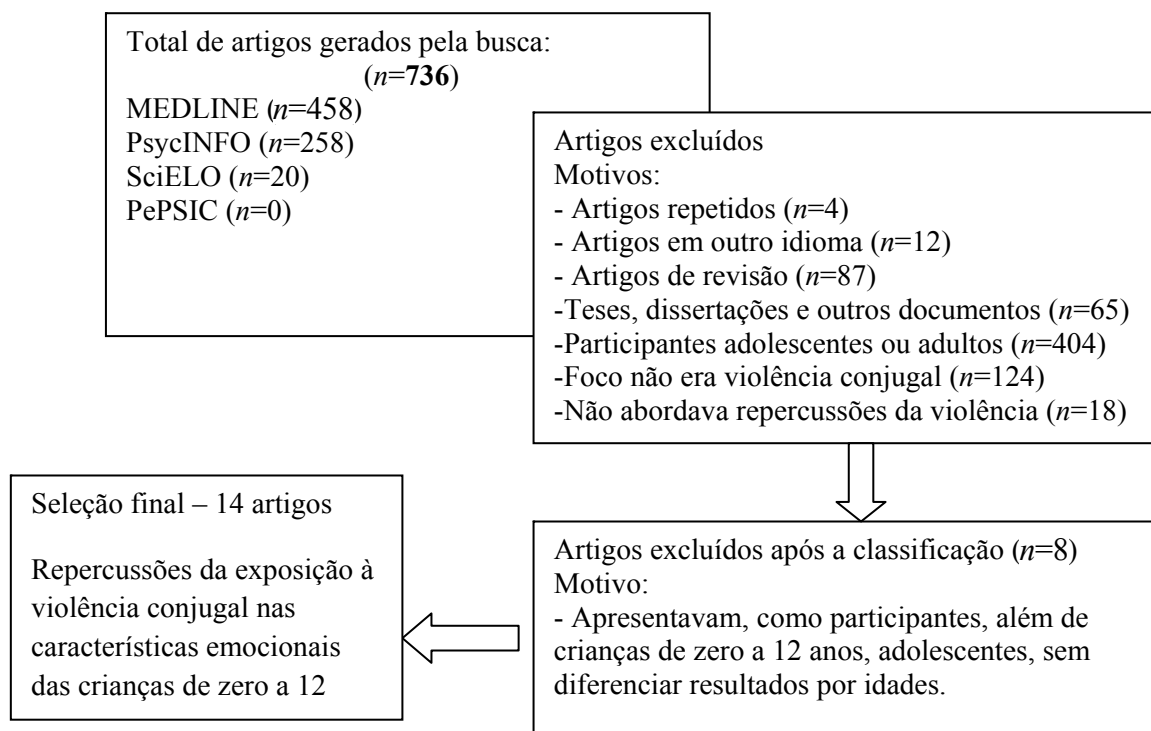 Total de artigos gerados pela busca:
(n=736)
MEDLINE (n=458)
PsycINFO (n=258)
SciELO (n=20)
PePSIC (n=0)
Artigos excluídos
Motivos:
- Artigos repetidos (n=4)
- Artigos em outro idioma (n=12)
- Artigos de revisão (n=87)
-Teses, dissertações e outros documentos (n=65)
-Participantes adolescentes ou adultos (n=404)
-Foco não era violência conjugal (n=124)
-Não abordava repercussões da violência (n=18)
Artigos excluídos após a classificação (n=8)
Motivo:
- Apresentavam, como participantes, além de
crianças de zero a 12 anos, adolescentes, sem
diferenciar resultados por idades.
Seleção final – 14 artigos
Repercussões da exposição à
violência conjugal nas
características emocionais
das crianças de zero a 12